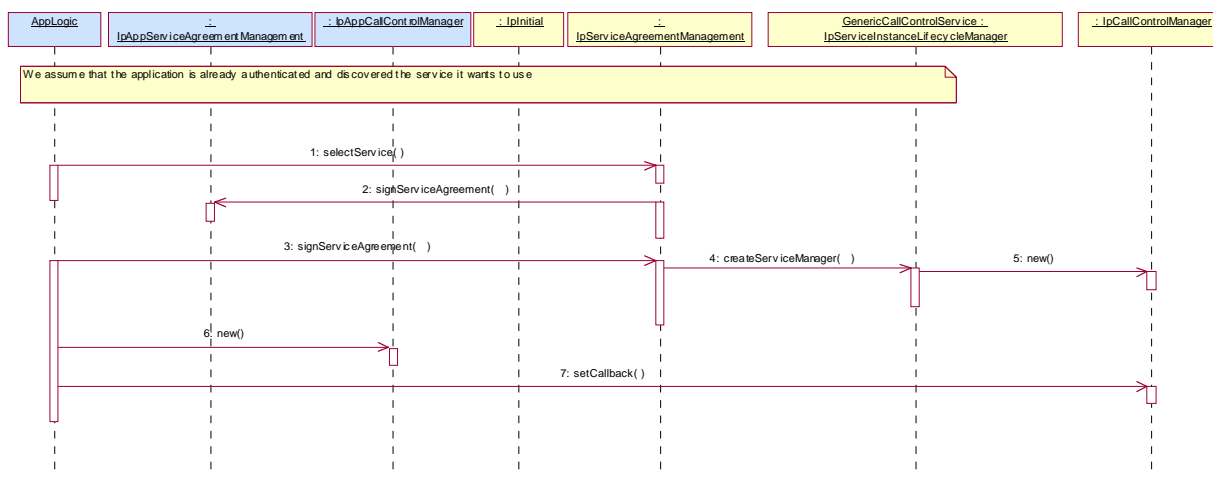 AppLogic
:
IpAppServiceAgreementManagement
: IpAppCallControlManager
: IpInitial
:
IpServiceAgreementManagement
GenericCallControlService :
IpServiceInstanceLifecycleManager
: IpCallControlManager
We assume that the application is already authenticated and discovered the service it wants to use
1: selectService( )
2: signServiceAgreement( )
3: signServiceAgreement( )
4: createServiceManager( )
5: new()
6: new()
7: setCallback( )